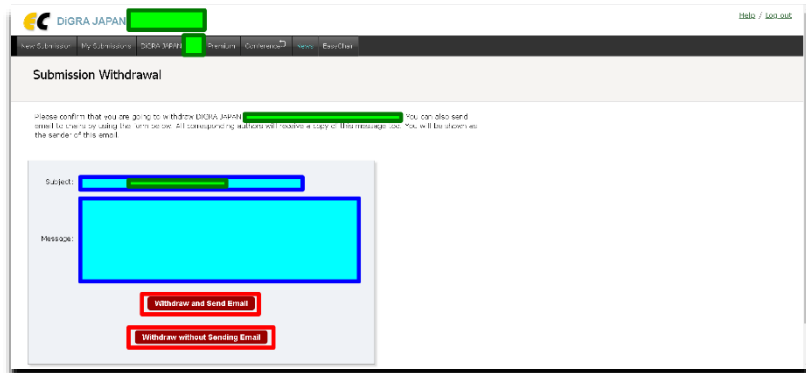 Help / Log out
DiGRA JAPAN
New Submission My Submissions DiGRA JAPAN Premium Conference News EasyChair
Submission Withdrawal
Please confirm that you are going to withdraw DiGRA JAPAN You can also send
email to chairs by using the form below. All corresponding authors will receive a copy of this message too. You will be shown as
the sender of this email.
Subject:
Message:
Withdraw and Send Email
Withdraw without Sending Email